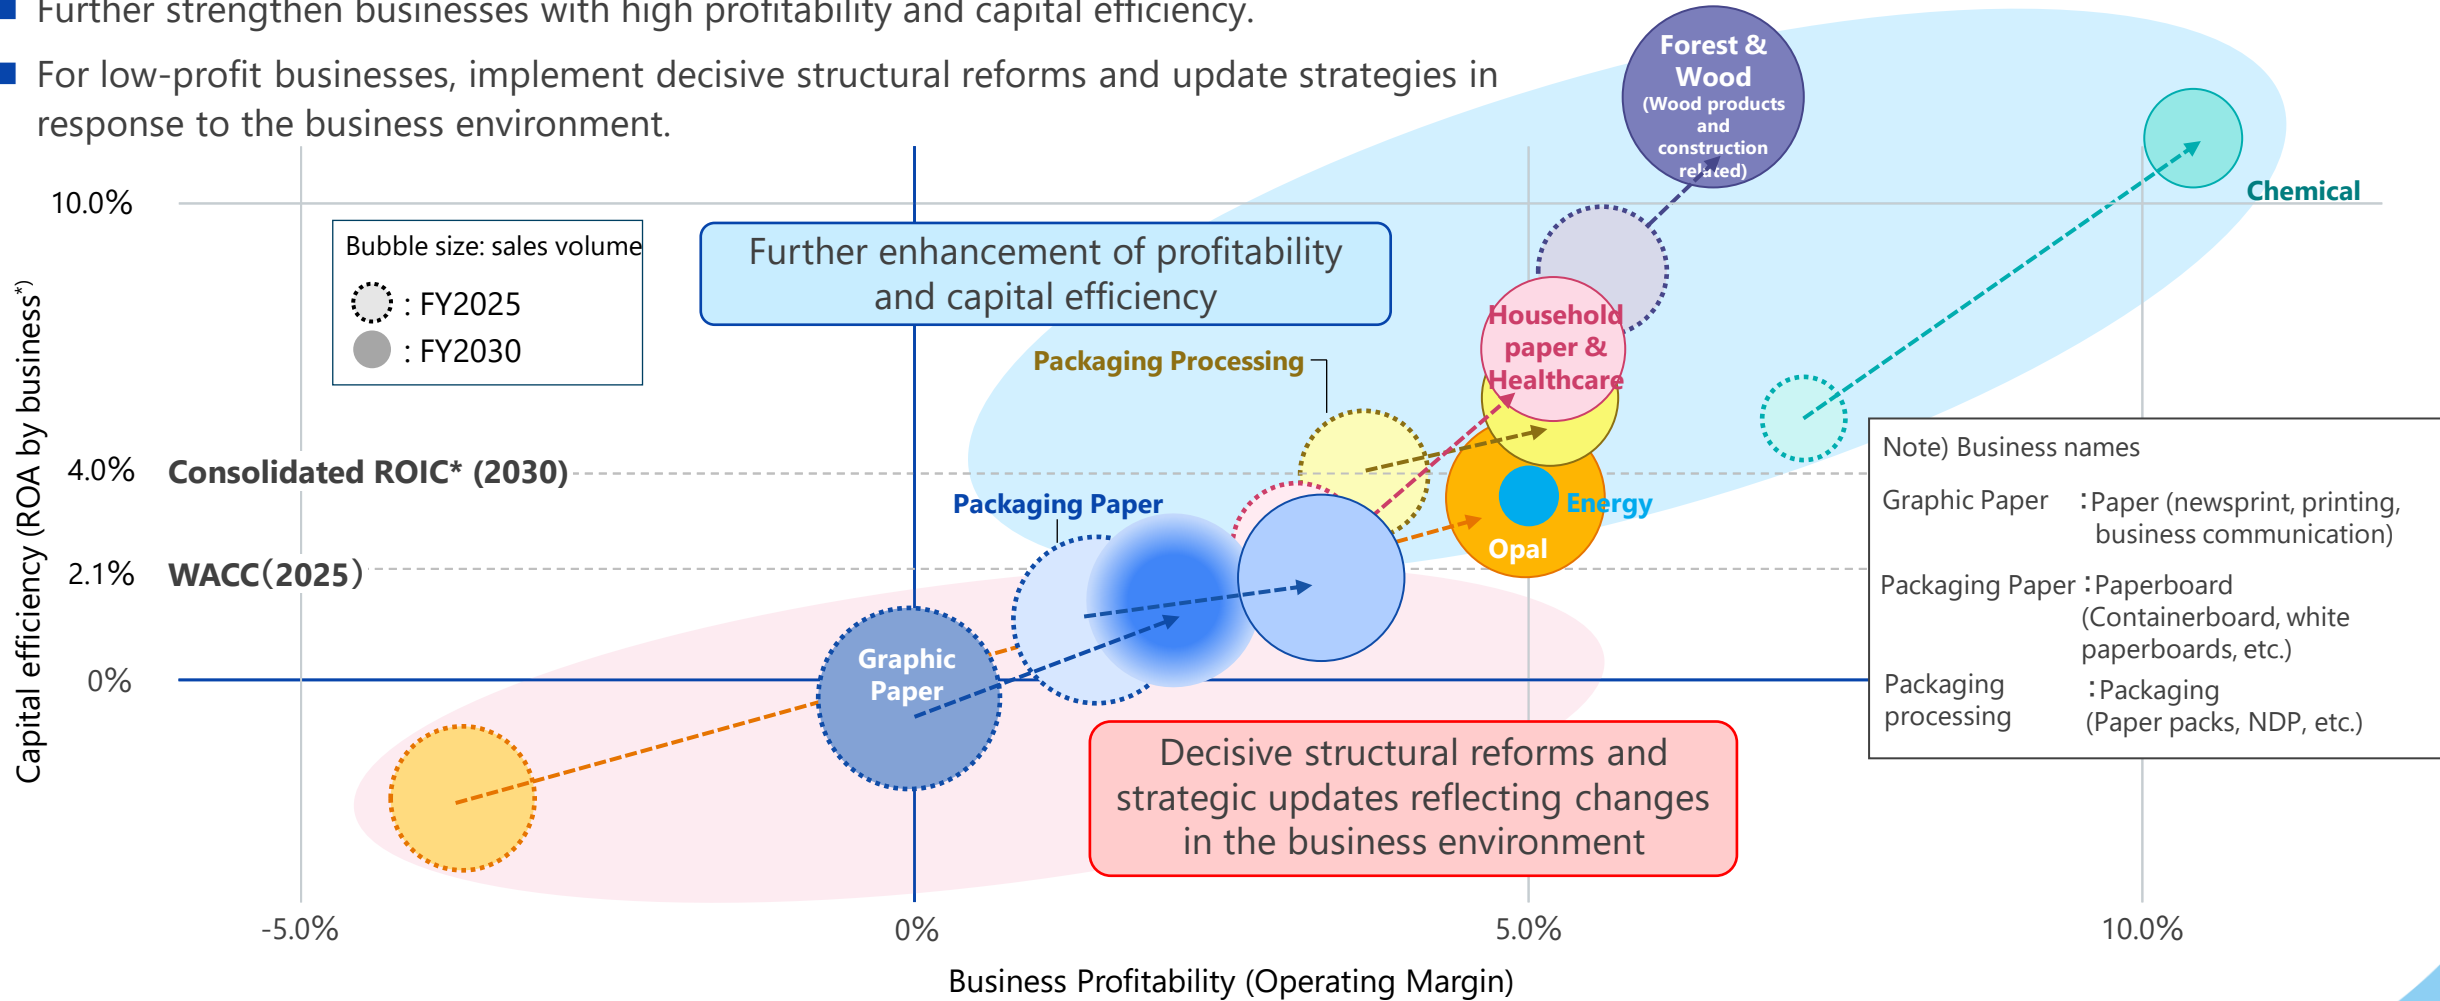 Further strengthen businesses with high profitability and capital efficiency.
For low-profit businesses, implement decisive structural reforms and update strategies in
response to the business environment.
Forest &
Wood
(Wood products
and
construction
related)
Chemical
10.0%
Bubble size: sales volume
: FY2025
: FY2030
Further enhancement of profitability
and capital efficiency
Household
paper &
Healthcare
Packaging Processing
4.0%
Consolidated ROIC* (2030)
Packaging Paper
Energy
Opal
2.1%
WACC(2025)
Graphic
Paper
0%
Capital efficiency (ROA by business*)
Decisive structural reforms and
strategic updates reflecting changes
in the business environment
Note) Business names
Graphic Paper :Paper (newsprint, printing,
business communication)
Packaging Paper :Paperboard
(Containerboard, white
paperboards, etc.)
Packaging
processing
:Packaging
(Paper packs, NDP, etc.)
-5.0%
0%
5.0%
10.0%
Business Profitability (Operating Margin)